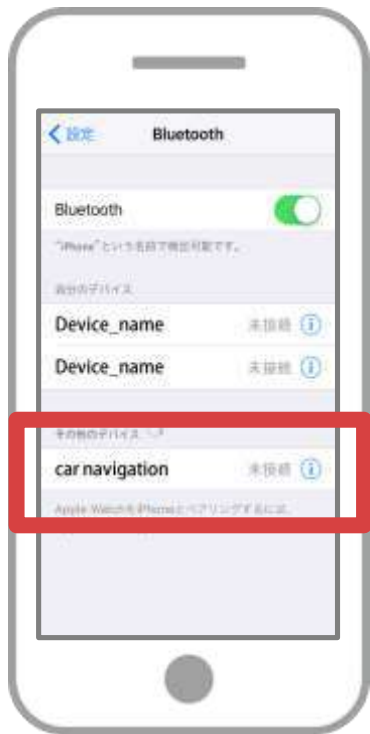 設定 Bluetooth
Bluetooth
"iPhone"という名前で検出可能です。
自分のデバイス
Device_name 未接続
Device_name 未接続
その他のデバイス
car navigation 未接続
Apple WatchをiPhoneとペアリングするには、